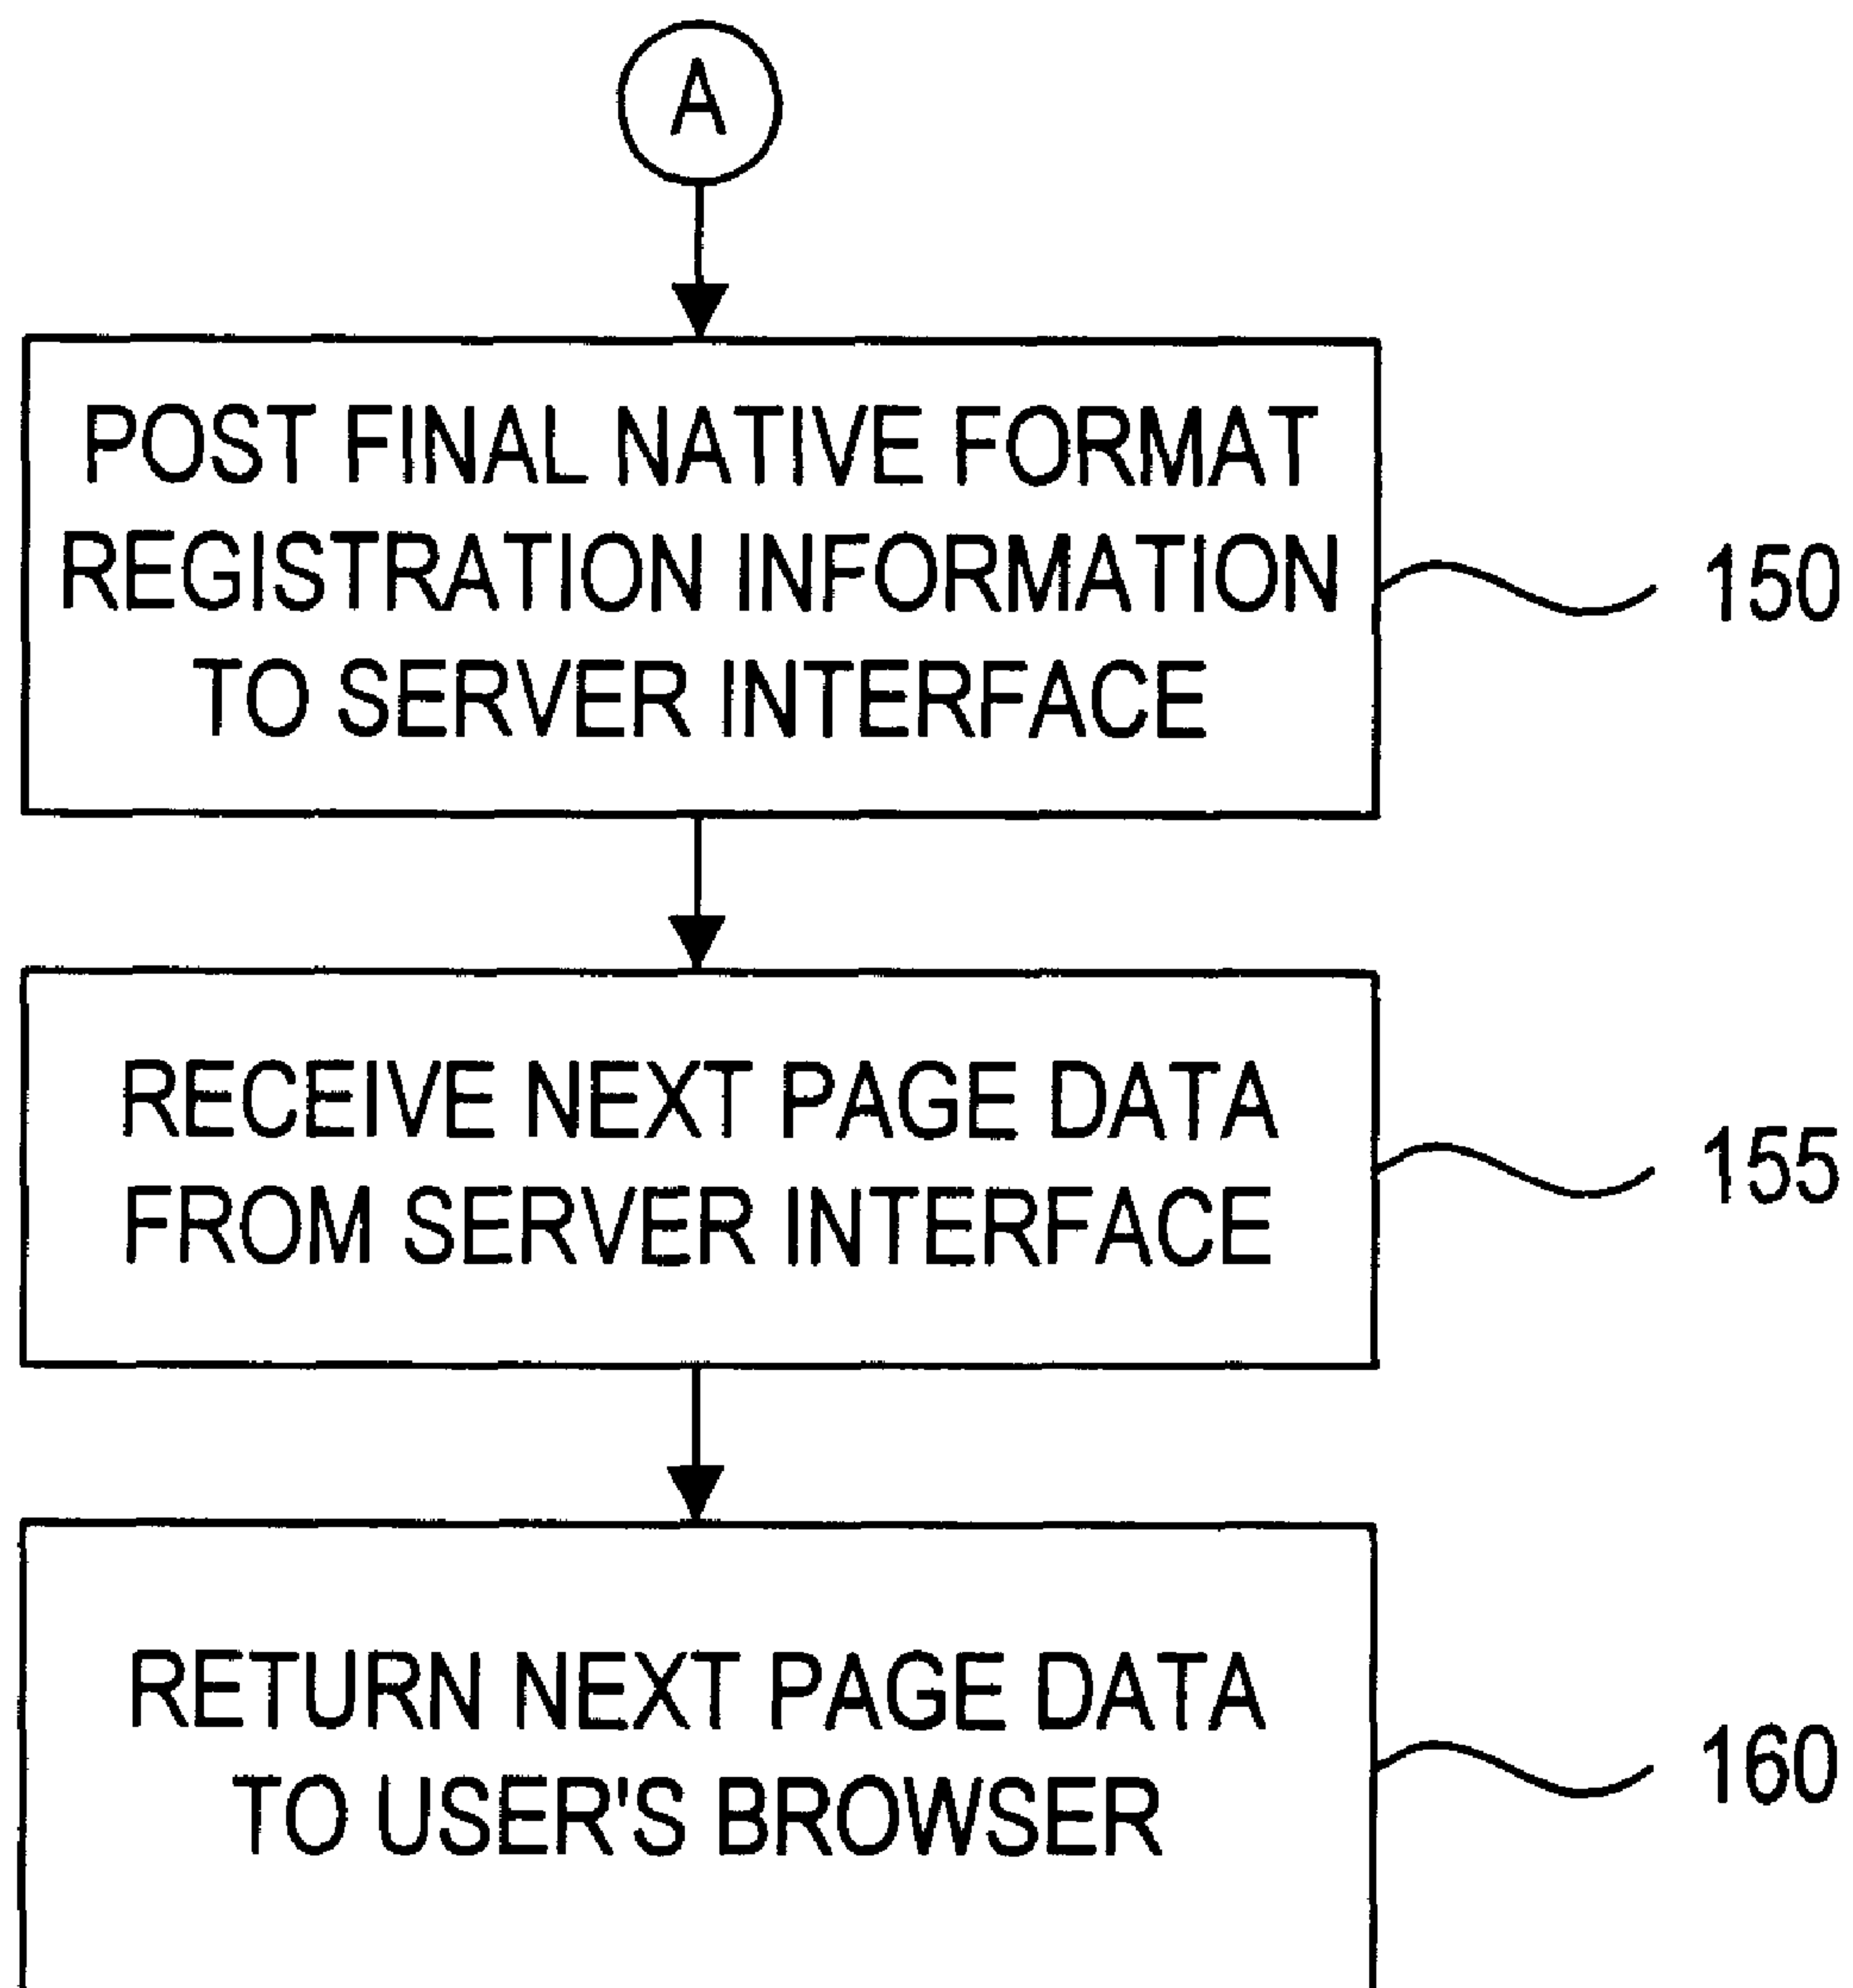 A
POST FINAL NATIVE FORMAT
REGISTRATION INFORMATION
TO SERVER INTERFACE
150
RECEIVE NEXT PAGE DATA
FROM SERVER INTERFACE
155
RETURN NEXT PAGE DATA
TO USER'S BROWSER
160